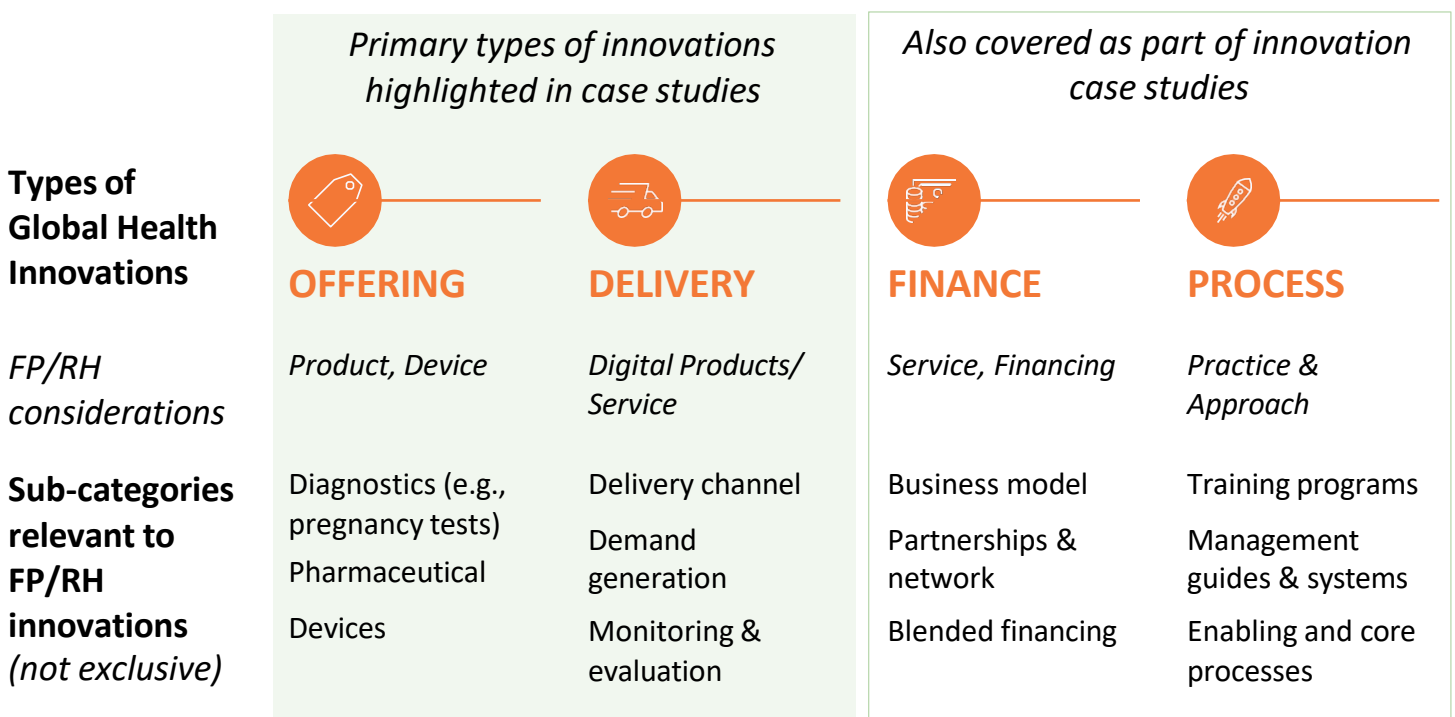 Primary types of innovations
highlighted in case studies
Also covered as part of innovation
case studies
Types of
Global Health
Innovations
OFFERING
DELIVERY
FINANCE
PROCESS
FP/RH
considerations
Product, Device
Digital Products/
Service
Service, Financing
Practice &
Approach
Sub-categories
relevant to
FP/RH
innovations
(not exclusive)
Diagnostics (e.g.,
pregnancy tests)
Pharmaceutical
Devices
Delivery channel
Demand
generation
Monitoring &
evaluation
Business model
Partnerships &
network
Blended financing
Training programs
Management
guides & systems
Enabling and core
processes